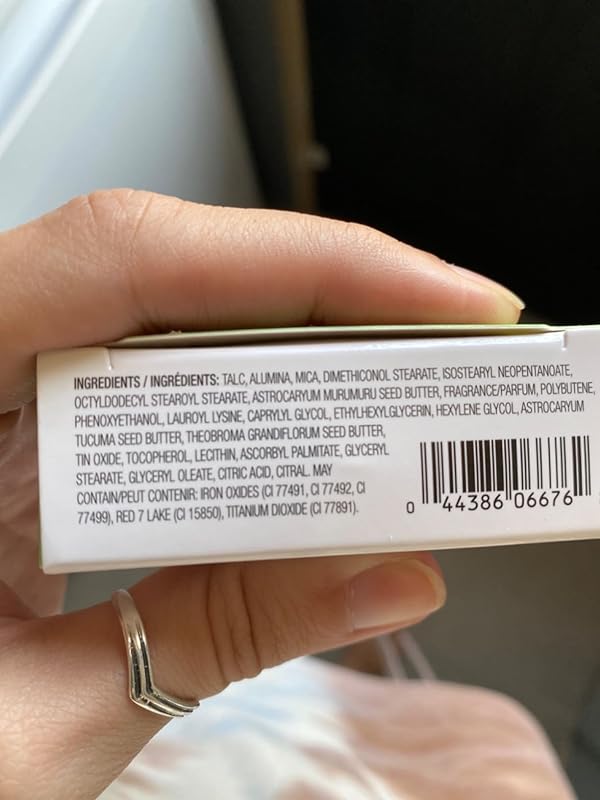 INGREDIENTS / INGRÉDIENTS: TALC, ALUMINA, MICA, DIMETHICONOL STEARATE, ISOSTEARYL NEOPENTANOATE,
OCTYLDODECYL STEAROYL STEARATE, ASTROCARYUM MURUMURU SEED BUTTER, FRAGRANCE/PARFUM, POLYBUTENE,
PHENOXYETHANOL, LAUROYL LYSINE, CAPRYLYL GLYCOL, ETHYLHEXYLGLYCERIN, HEXYLENE GLYCOL, ASTROCARYUM
TUCUMA SEED BUTTER, THEOBROMA GRANDIFLORUM SEED BUTTER,
TIN OXIDE, TOCOPHEROL, LECITHIN, ASCORBYL PALMITATE, GLYCERYL
STEARATE, GLYCERYL OLEATE, CITRIC ACID, CITRAL. MAY
CONTAIN/PEUT CONTENIR: IRON OXIDES (CI 77491, CI 77492, CI
77499), RED 7 LAKE (CI 15850), TITANIUM DIOXIDE (CI 77891).
0 44386 06676